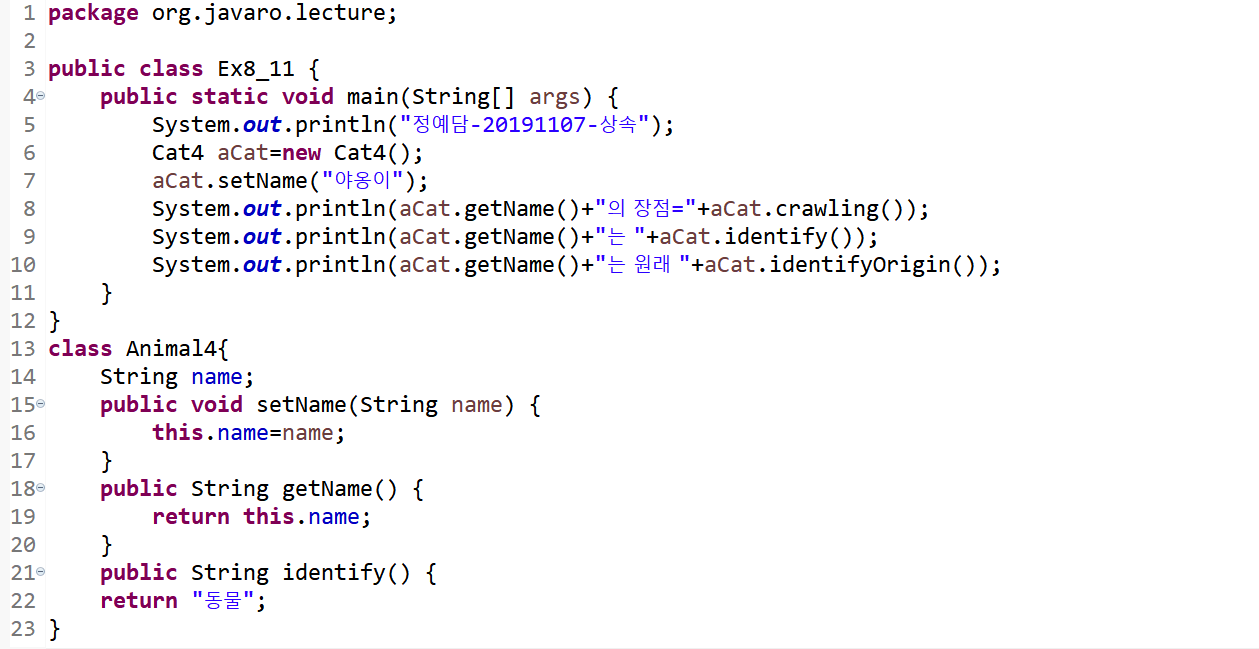 1 package org.javaro.lecture;
2
3 public class Ex8_11 {
4 public static void main(String[] args) {
5 System.out.println("정예담-20191107-상속");
6 Cat4 aCat=new Cat4();
7 aCat.setName("야옹이");
8 System.out.println(aCat.getName()+"의 장점="+aCat.crawling());
9 System.out.println(aCat.getName()+"는 "+aCat.identify());
10 System.out.println(aCat.getName()+"는 원래 "+aCat.identifyOrigin());
11 }
12 }
13 class Animal4{
14 String name;
15 public void setName(String name) {
16 this.name=name;
17 }
18 public String getName() {
19 return this.name;
20 }
21 public String identify() {
22 return "동물";
23 }